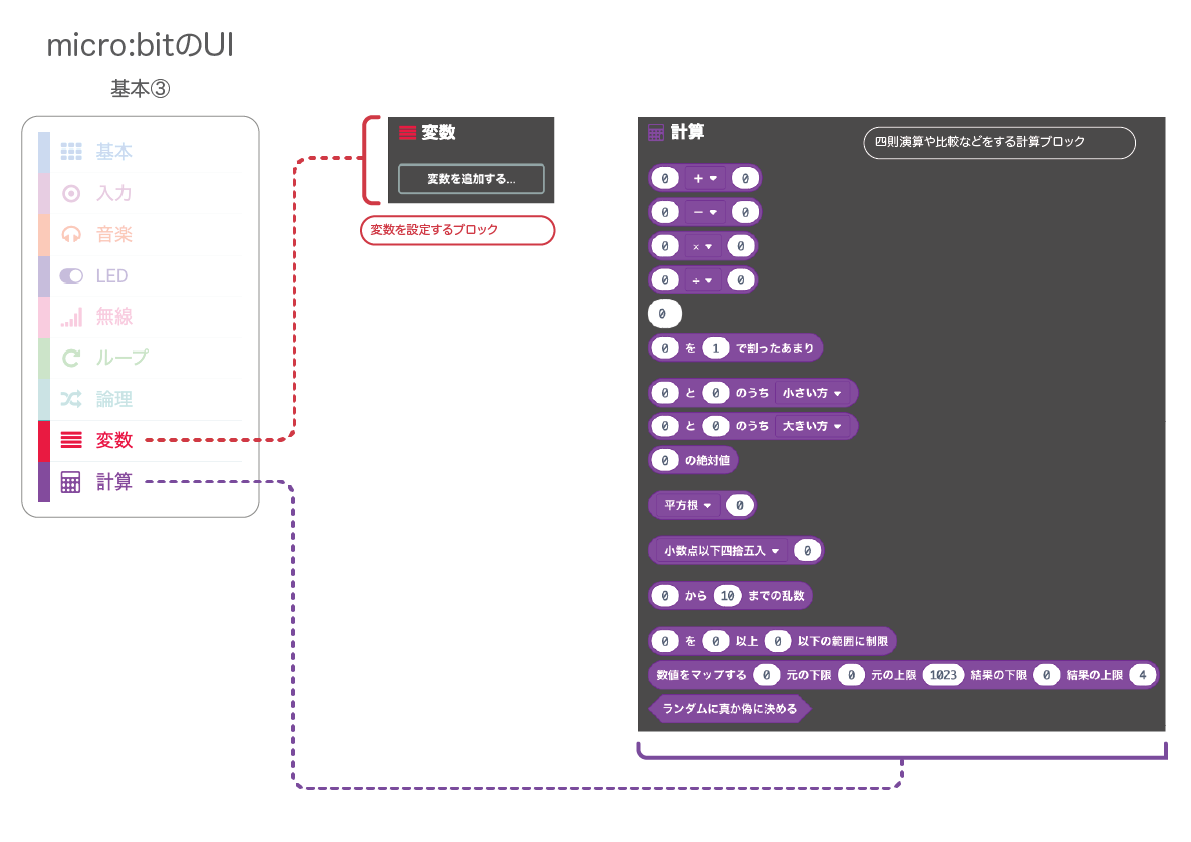 micro:bitのUI
基本③
基本
入力
音楽
LED
無線
ループ
論理
変数
計算
変数
変数を追加する...
変数を設定するブロック
計算
四則演算や比較などをする計算ブロック
0 + 0
0 − 0
0 × 0
0 ÷ 0
0
0 を 1 で割ったあまり
0 と 0 のうち 小さい方
0 と 0 のうち 大きい方
0 の絶対値
平方根 0
小数点以下四捨五入 0
0 から 10 までの乱数
0 を 0 以上 0 以下の範囲に制限
数値をマップする 0 元の下限 0 元の上限 1023 結果の下限 0 結果の上限 4
ランダムに真か偽に決める